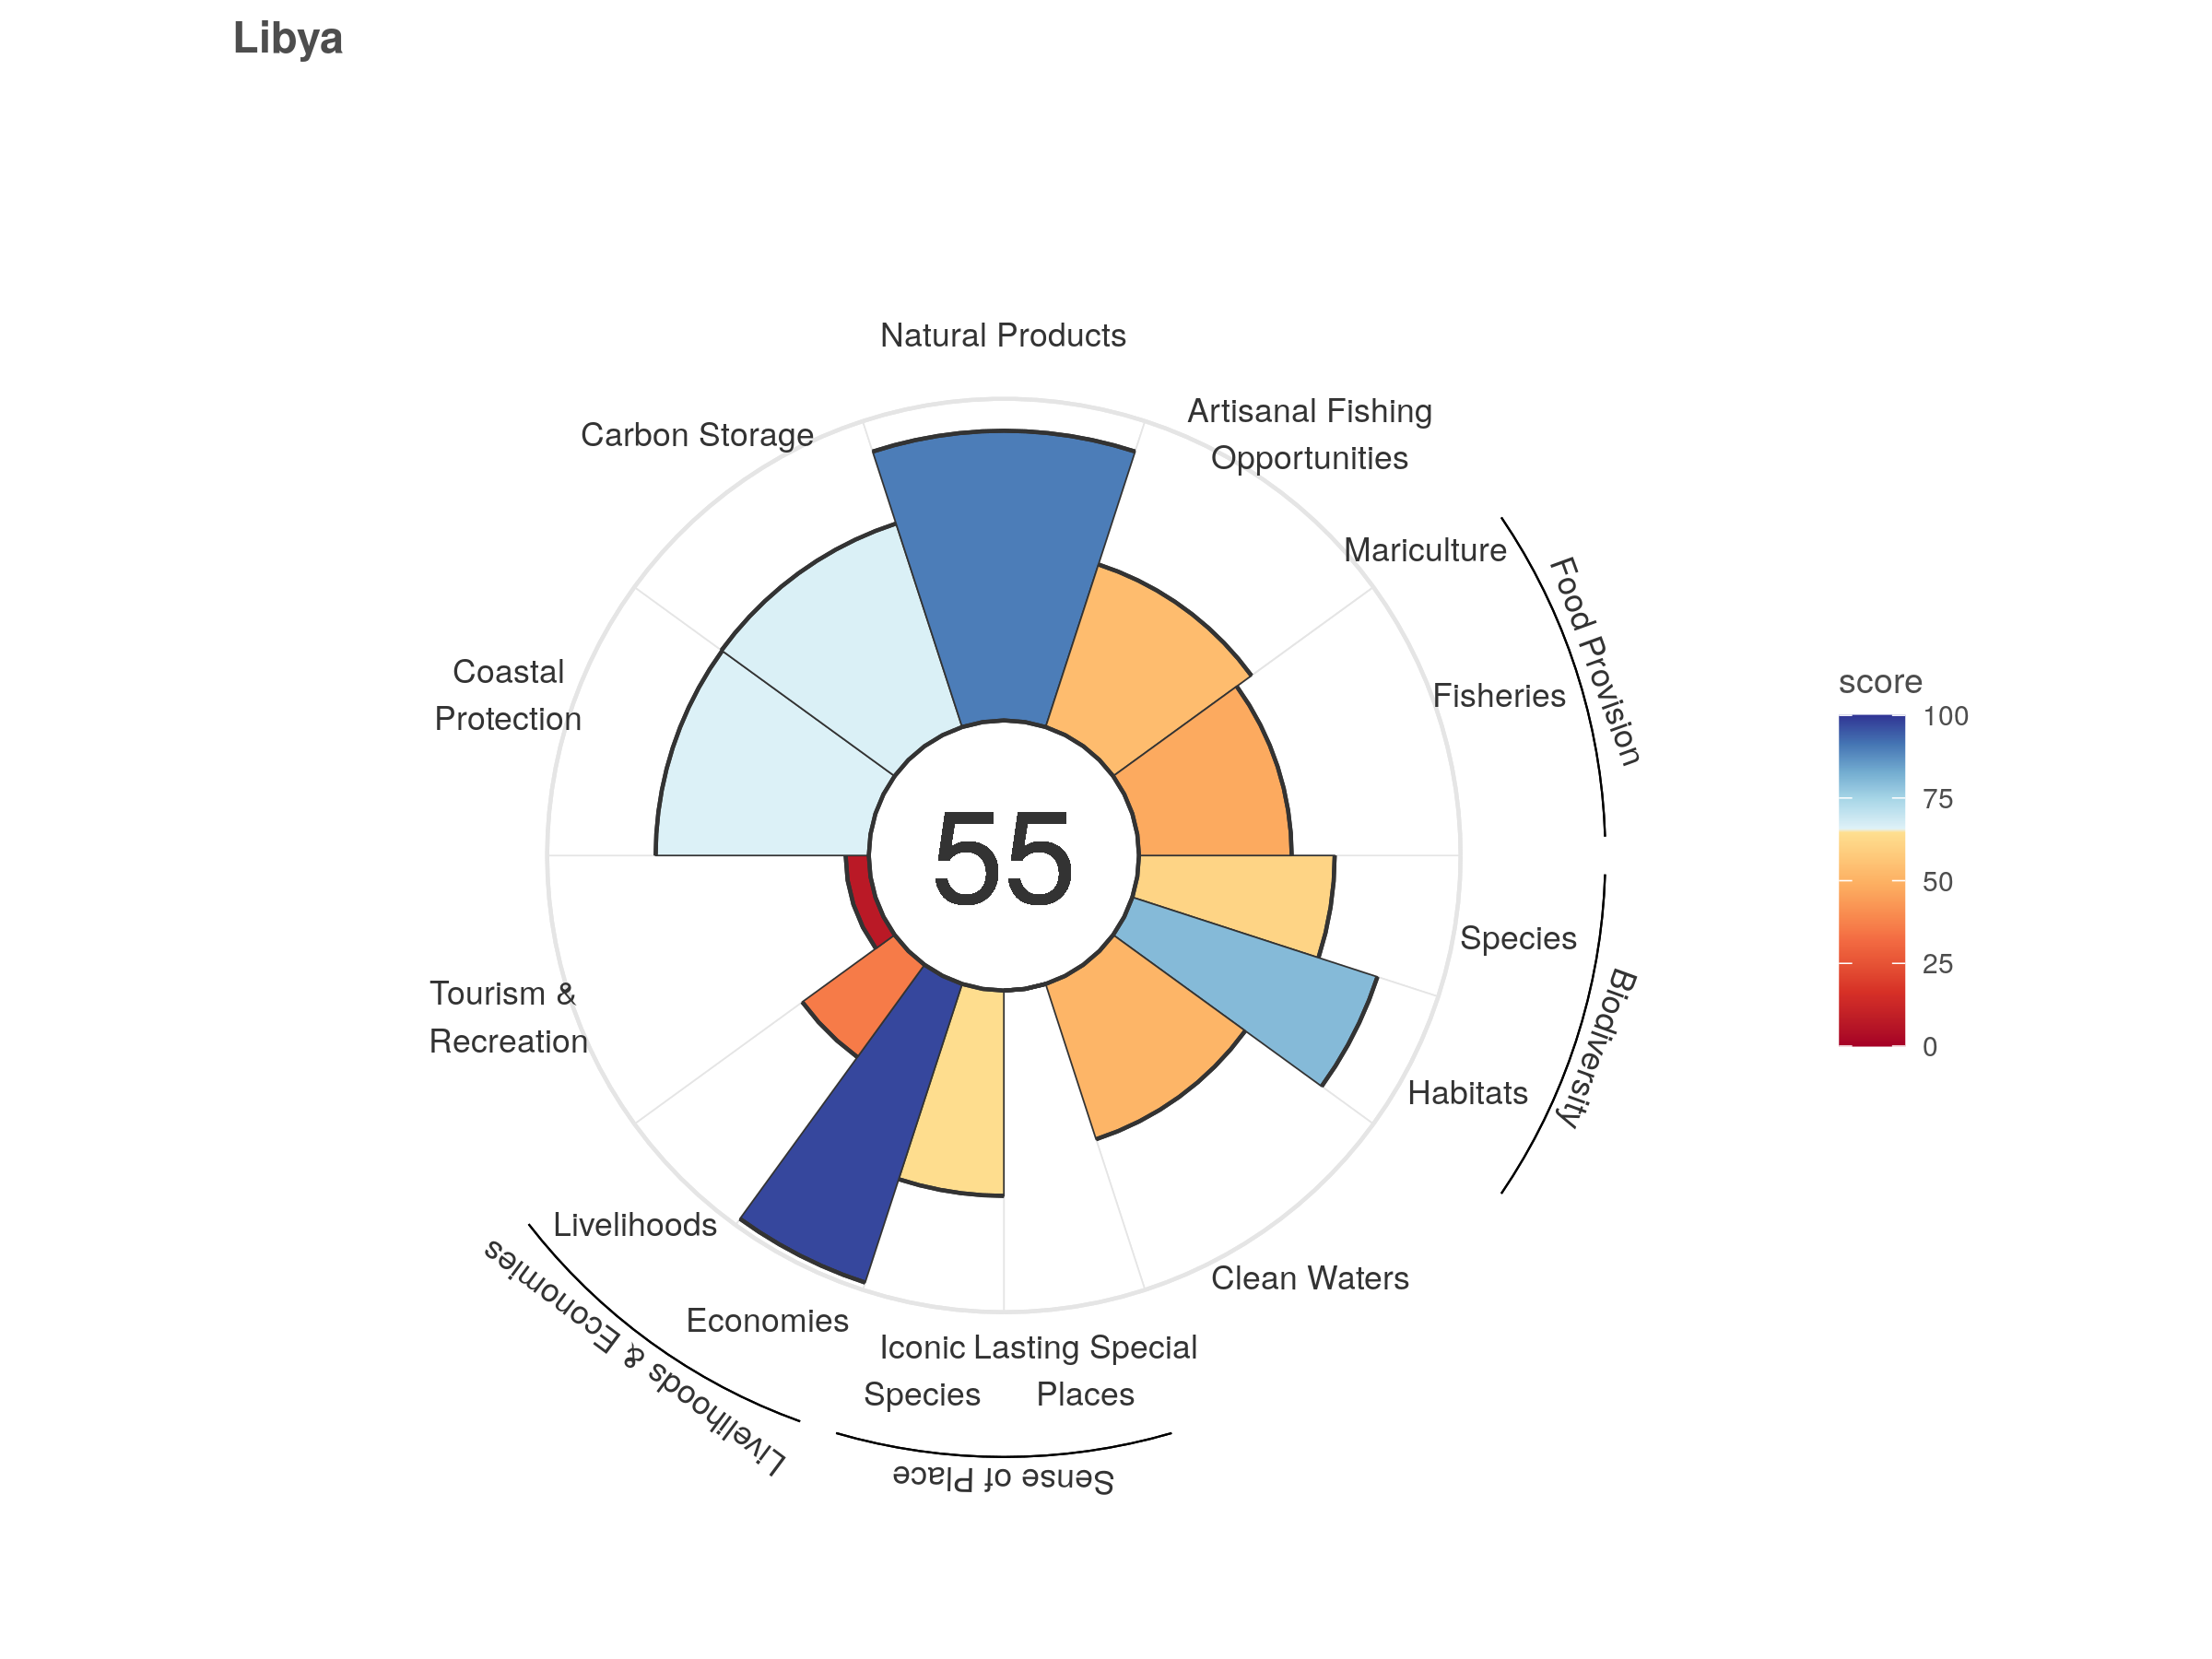 Libya
Natural Products
Artisanal Fishing
Opportunities
Carbon Storage
Mariculture
Food Provision
Fisheries
Coastal
Protection
score
100
75
50
25
0
55
Species
Biodiversity
Tourism &
Recreation
Habitats
Livelihoods
Clean Waters
Economies
Livelihoods & Economies
Iconic
Species
Lasting Special
Places
Sense of Place